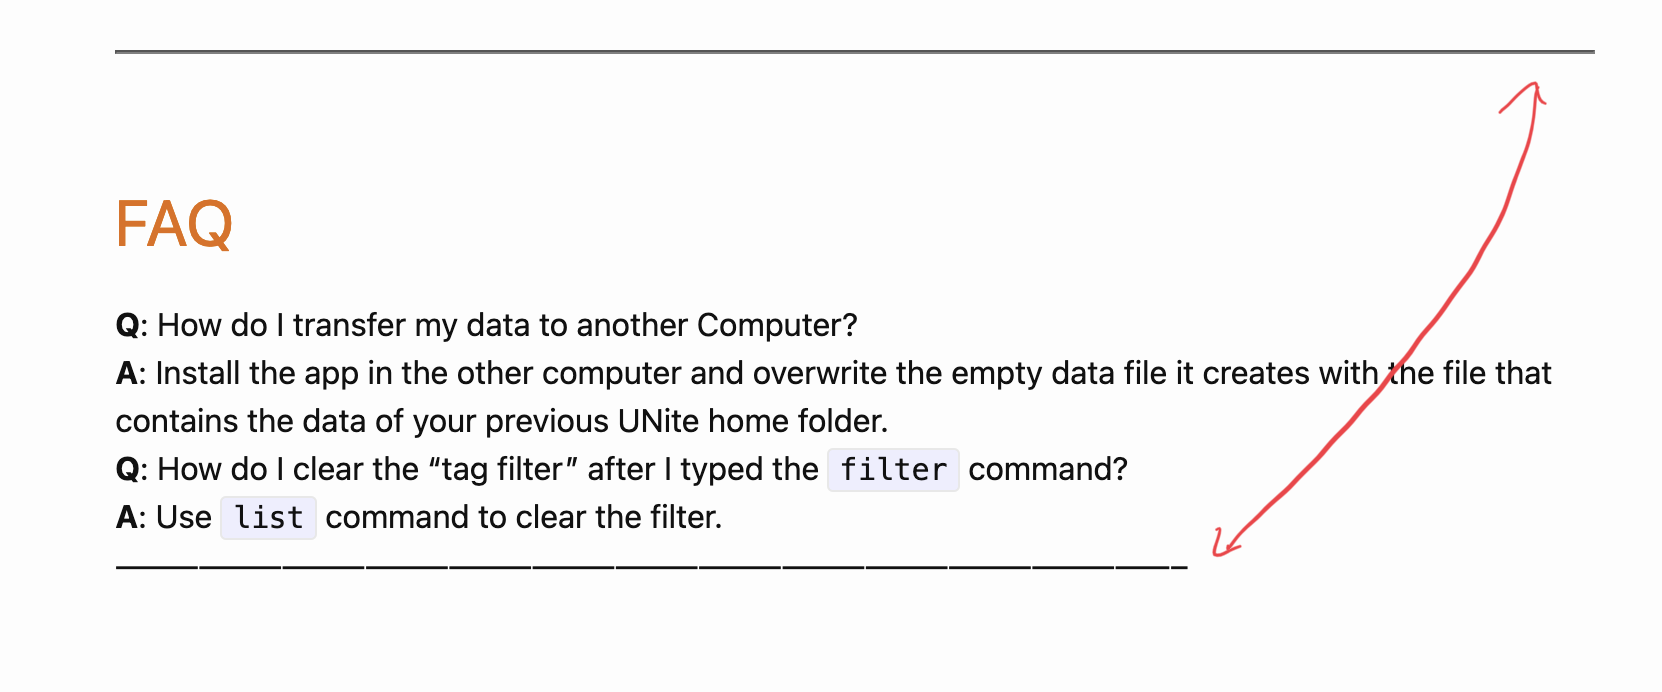 FAQ
Q: How do I transfer my data to another Computer?
A: Install the app in the other computer and overwrite the empty data file it creates with the file that
contains the data of your previous UNite home folder.
Q: How do I clear the “tag filter” after I typed the filter command?
A: Use list command to clear the filter.